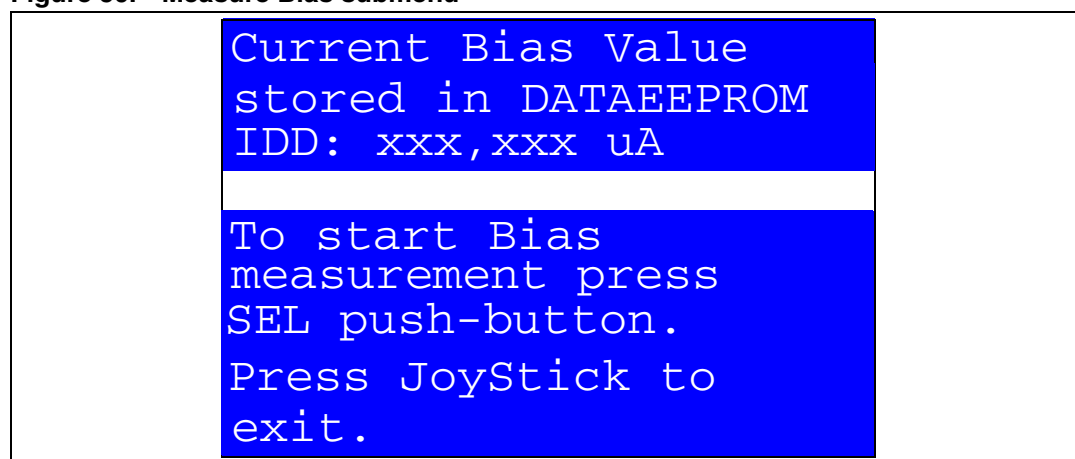 Current Bias Value
stored in DATAEEPROM
IDD: xxx,xxx uA
To start Bias
measurement press
SEL push-button.
Press JoyStick to
exit.